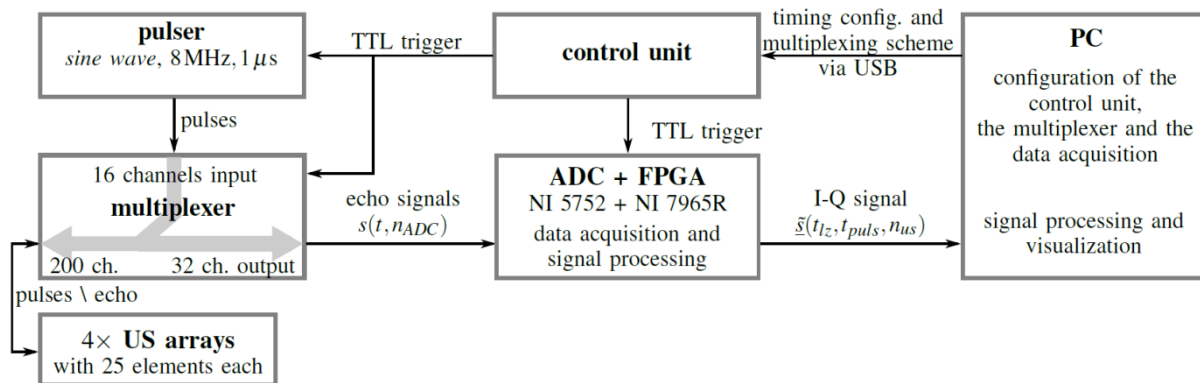 pulser
sine wave, 8 MHz, 1 µs
TTL trigger
control unit
timing config. and
multiplexing scheme
via USB
PC
configuration of the
control unit,
the multiplexer and the
data acquisition
signal processing and
visualization
pulses
TTL trigger
16 channels input
multiplexer
200 ch.
32 ch. output
echo signals
s(t,n_ADC)
ADC + FPGA
NI 5752 + NI 7965R
data acquisition and
signal processing
I-Q signal
s̲̃(t_lz,t_puls,n_us)
pulses \ echo
4× US arrays
with 25 elements each